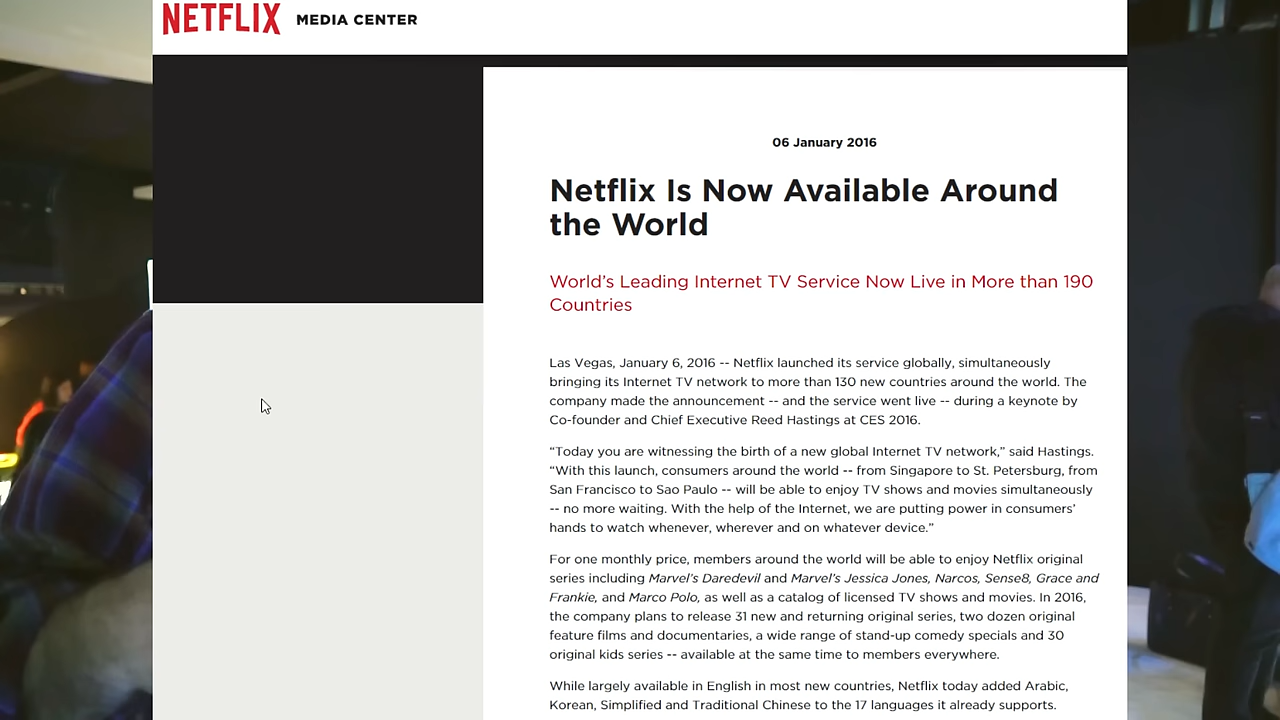 NETFLIX MEDIA CENTER
06 January 2016
Netflix Is Now Available Around
the World
World’s Leading Internet TV Service Now Live in More than 190
Countries
Las Vegas, January 6, 2016 -- Netflix launched its service globally, simultaneously
bringing its Internet TV network to more than 130 new countries around the world. The
company made the announcement -- and the service went live -- during a keynote by
Co-founder and Chief Executive Reed Hastings at CES 2016.
“Today you are witnessing the birth of a new global Internet TV network,” said Hastings.
“With this launch, consumers around the world -- from Singapore to St. Petersburg, from
San Francisco to Sao Paulo -- will be able to enjoy TV shows and movies simultaneously
-- no more waiting. With the help of the Internet, we are putting power in consumers’
hands to watch whenever, wherever and on whatever device.”
For one monthly price, members around the world will be able to enjoy Netflix original
series including Marvel’s Daredevil and Marvel’s Jessica Jones, Narcos, Sense8, Grace and
Frankie, and Marco Polo, as well as a catalog of licensed TV shows and movies. In 2016,
the company plans to release 31 new and returning original series, two dozen original
feature films and documentaries, a wide range of stand-up comedy specials and 30
original kids series -- available at the same time to members everywhere.
While largely available in English in most new countries, Netflix today added Arabic,
Korean, Simplified and Traditional Chinese to the 17 languages it already supports.